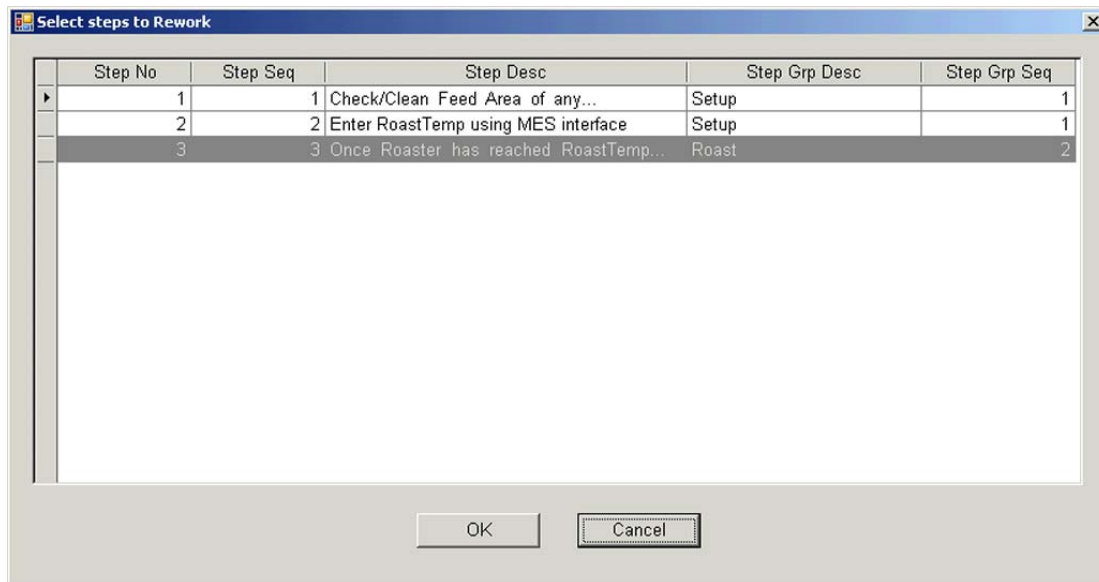 Select steps to Rework
Step No Step Seq Step Desc Step Grp Desc Step Grp Seq
1 1 Check/Clean Feed Area of any... Setup 1
2 2 Enter RoastTemp using MES interface Setup 1
3 3 Once Roaster has reached RoastTemp... Roast 2
OK Cancel